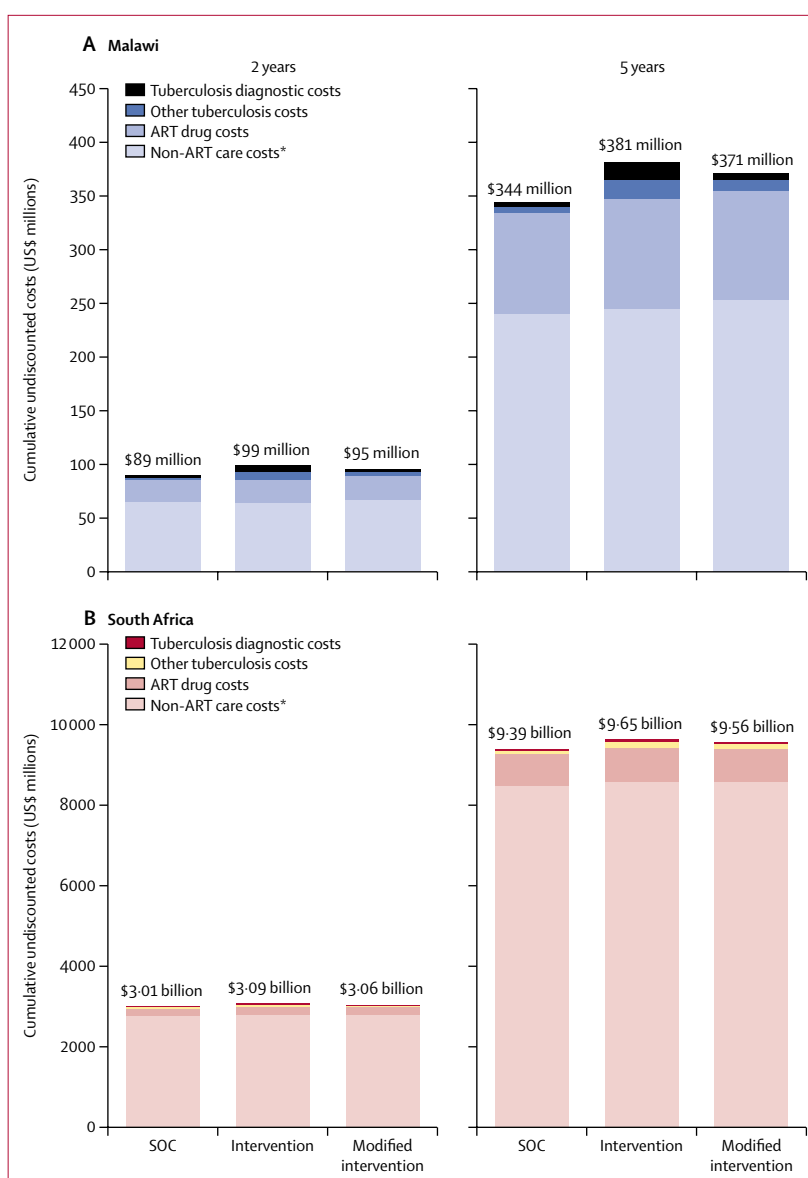 A Malawi
2 years
5 years
Cumulative undiscounted costs (US$ millions)
450
400
350
300
250
200
150
100
50
0
Tuberculosis diagnostic costs
Other tuberculosis costs
ART drug costs
Non-ART care costs*
$89 million
$99 million
$95 million
$344 million
$381 million
$371 million
B South Africa
Cumulative undiscounted costs (US$ millions)
12 000
10 000
8000
6000
4000
2000
0
Tuberculosis diagnostic costs
Other tuberculosis costs
ART drug costs
Non-ART care costs*
$3·01 billion
$3·09 billion
$3·06 billion
$9·39 billion
$9·65 billion
$9·56 billion
SOC
Intervention
Modified
intervention
SOC
Intervention
Modified
intervention